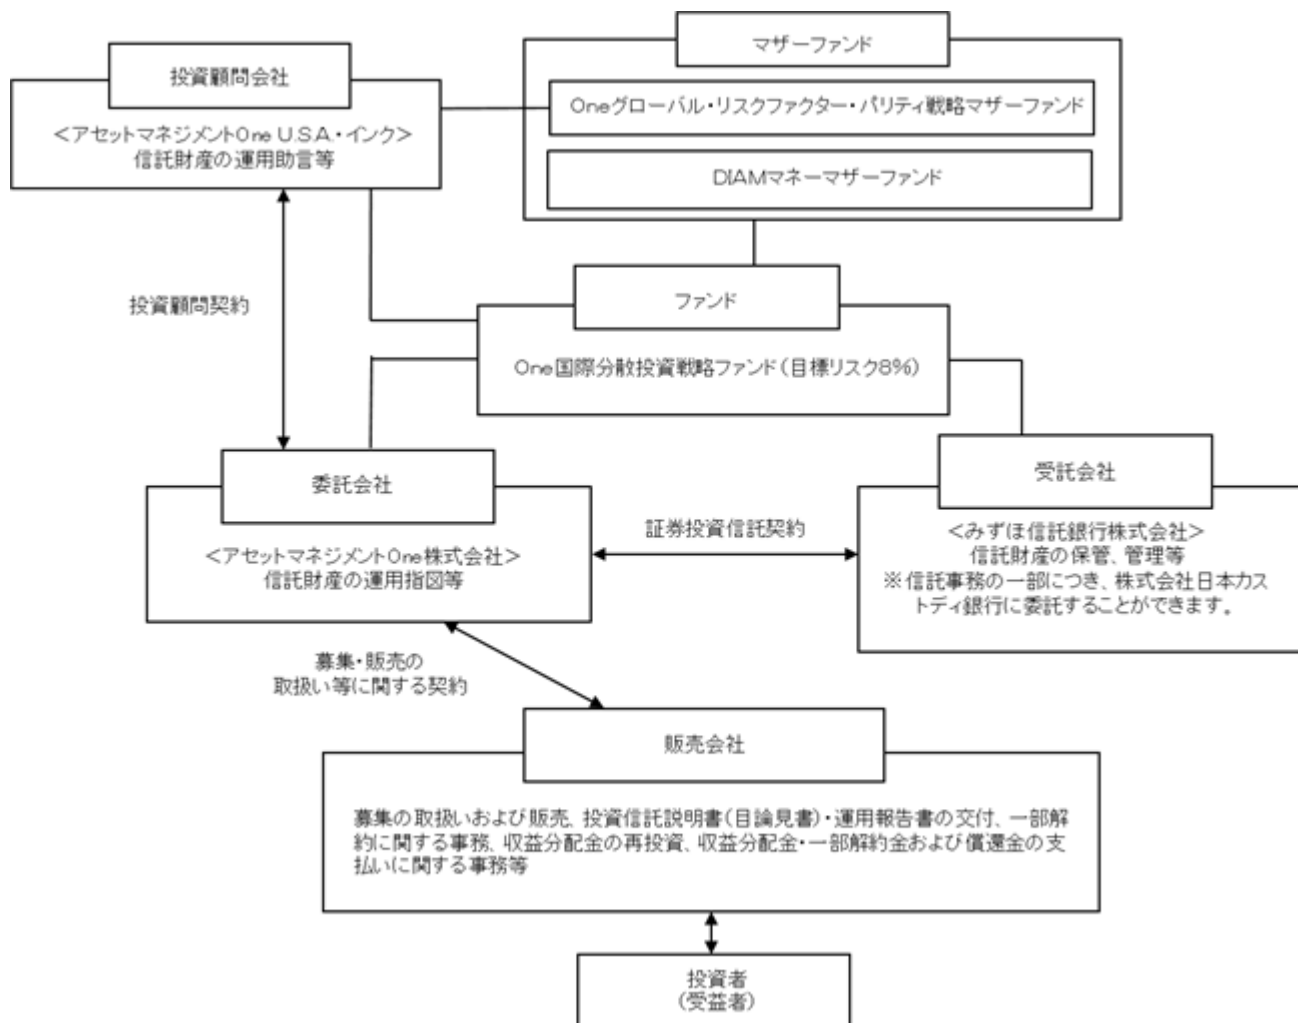 マザーファンド
投資顧問会社
Oneグローバル・リスクファクター・パリティ戦略マザーファンド
＜アセットマネジメントOne U.S.A.・インク＞
信託財産の運用助言等
DIAMマネーマザーファンド
投資顧問契約
ファンド
One国際分散投資戦略ファンド（目標リスク8%）
委託会社
＜アセットマネジメントOne株式会社＞
信託財産の運用指図等
証券投資信託契約
受託会社
＜みずほ信託銀行株式会社＞
信託財産の保管、管理等
※信託事務の一部につき、株式会社日本カス
トディ銀行に委託することができます。
募集・販売の
取扱い等に関する契約
販売会社
募集の取扱いおよび販売、投資信託説明書（目論見書）・運用報告書の交付、一部解
約に関する事務、収益分配金の再投資、収益分配金・一部解約金および償還金の支
払いに関する事務等
投資者
（受益者）